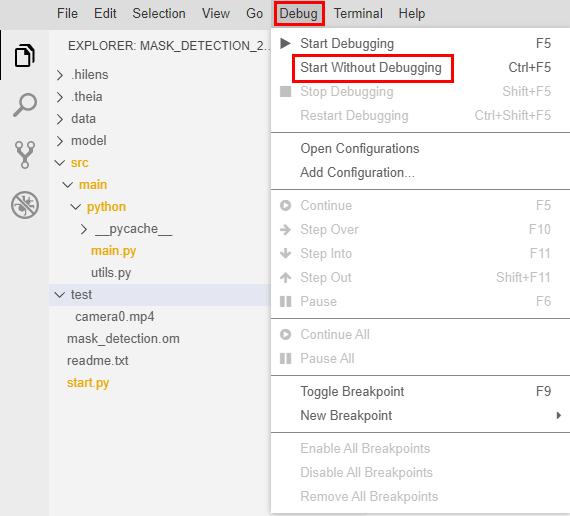 File Edit Selection View Go Debug Terminal Help
EXPLORER: MASK_DETECTION_2...
.hilens
.theia
data
model
src
main
python
__pycache__
main.py
utils.py
test
camera0.mp4
mask_detection.om
readme.txt
start.py
Start Debugging F5
Start Without Debugging Ctrl+F5
Stop Debugging Shift+F5
Restart Debugging Ctrl+Shift+F5
Open Configurations
Add Configuration...
Continue F5
Step Over F10
Step Into F11
Step Out Shift+F11
Pause F6
Continue All
Pause All
Toggle Breakpoint F9
New Breakpoint
Enable All Breakpoints
Disable All Breakpoints
Remove All Breakpoints